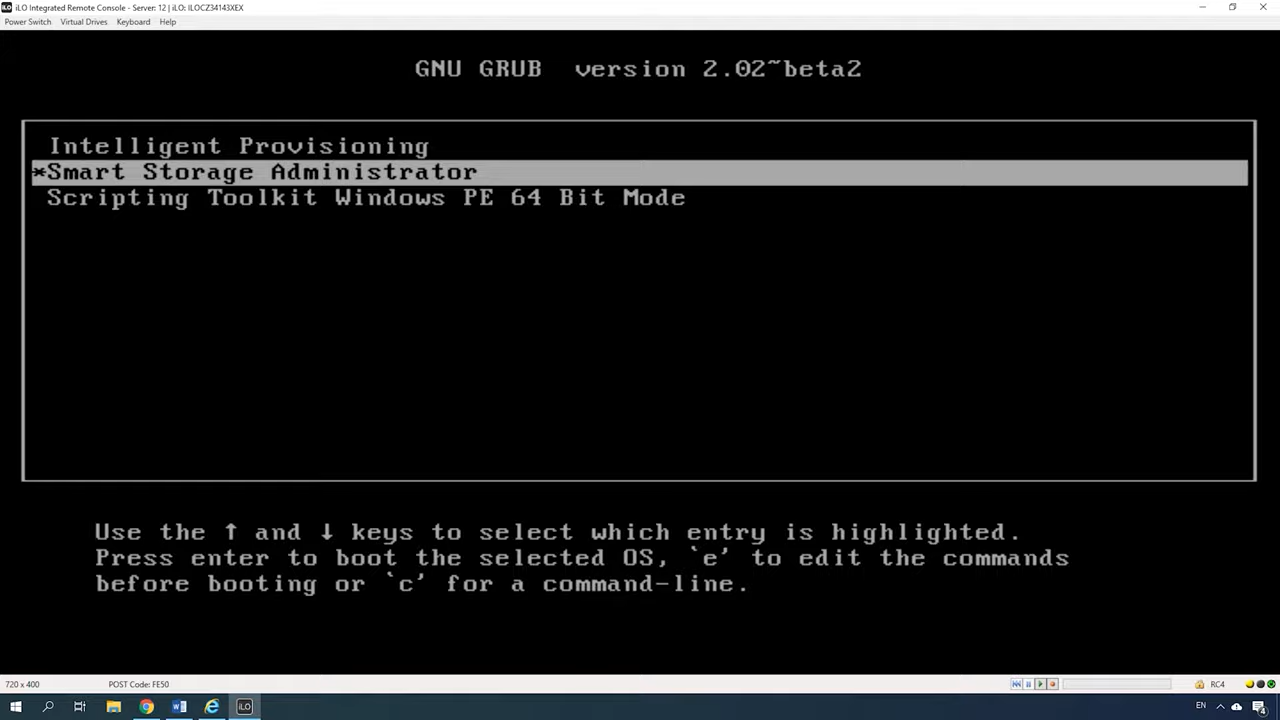 iLO Integrated Remote Console - Server: 12 | iLO: ILOCZ34143XEX
Power Switch Virtual Drives Keyboard Help
GNU GRUB version 2.02~beta2
Intelligent Provisioning
*Smart Storage Administrator
Scripting Toolkit Windows PE 64 Bit Mode
Use the ↑ and ↓ keys to select which entry is highlighted.
Press enter to boot the selected OS, `e' to edit the commands
before booting or `c' for a command-line.
720 x 400 POST Code: FE50 RC4
iLO EN 4